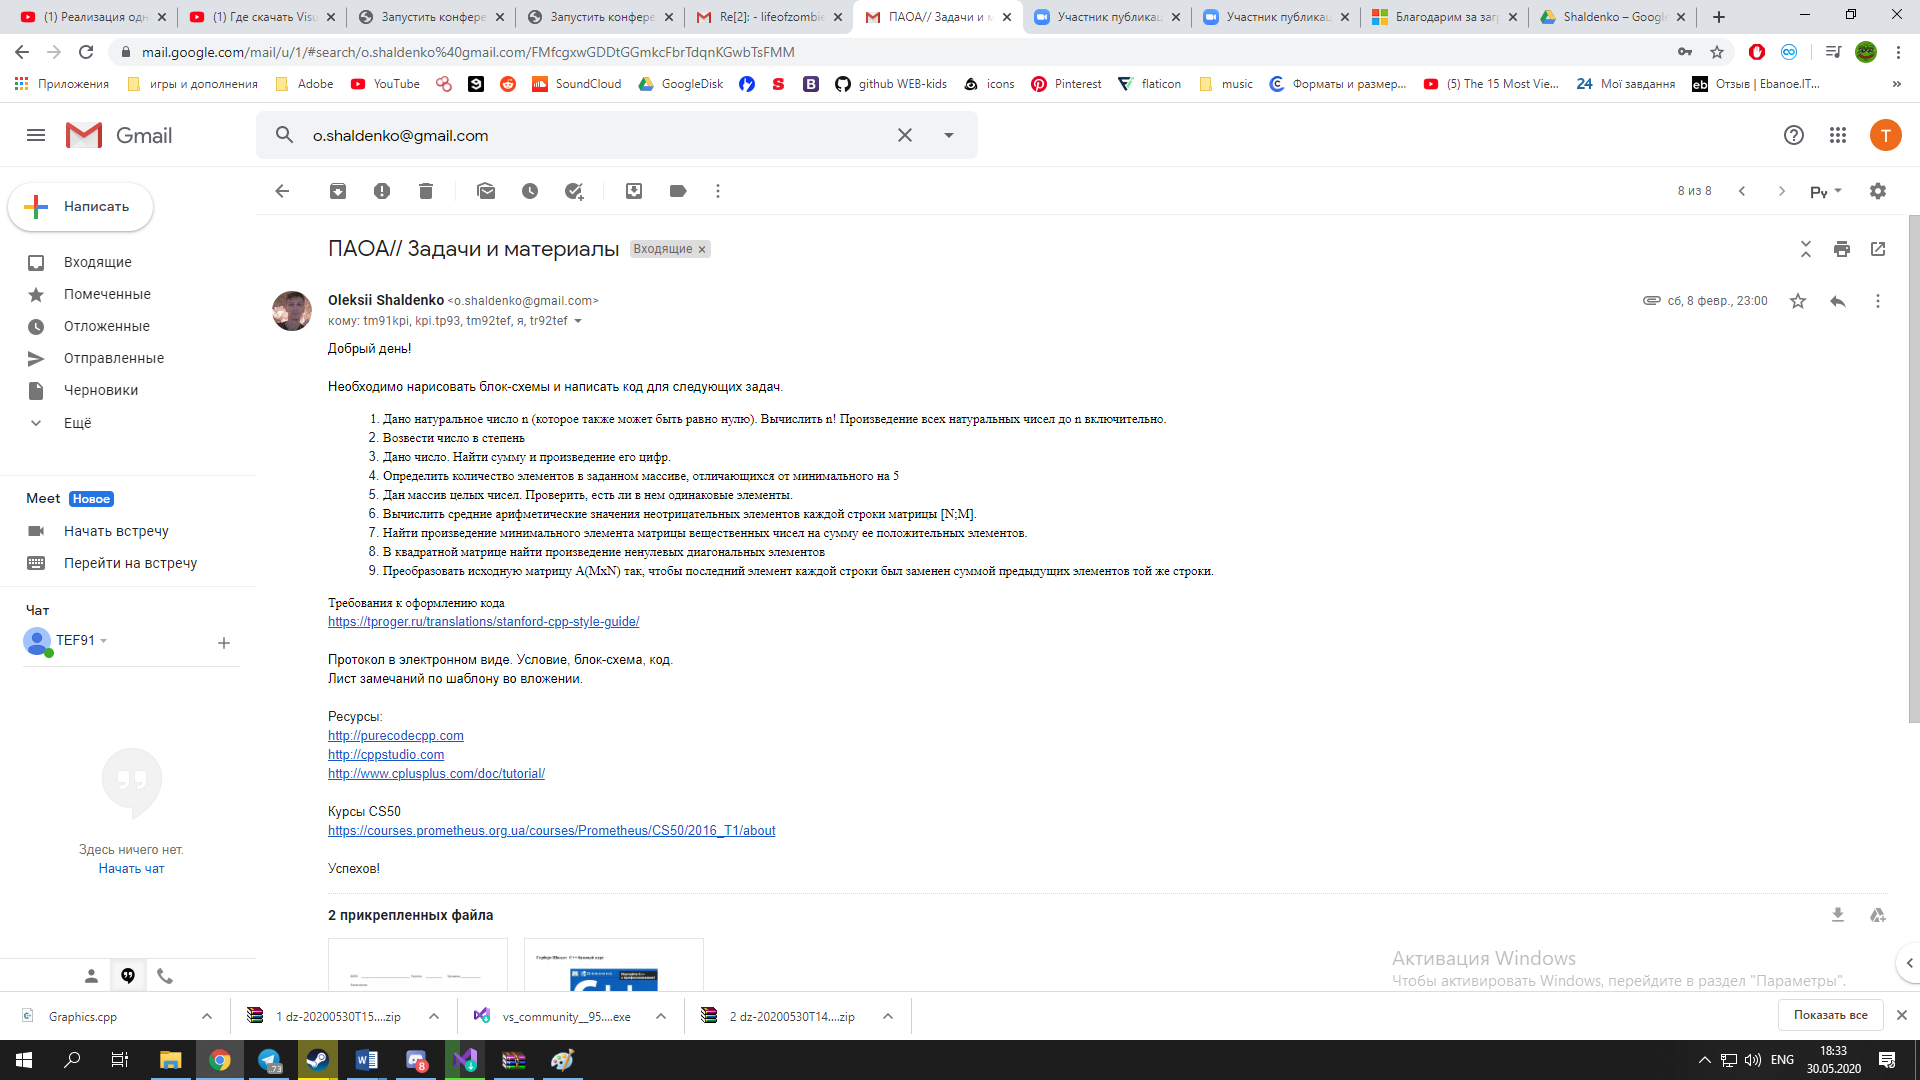 (1) Реализация одн
(1) Где скачать Visu
Запустить конфере
Запустить конфере
Re[2]: - lifeofzombie
ПАОА// Задачи и м
Участник публикац
Участник публикац
Благодарим за заг
Shaldenko – Google
mail.google.com/mail/u/1/#search/o.shaldenko%40gmail.com/FMfcgxwGDDtGGmkcFbrTdqnKGwbTsFMM
Приложения
игры и дополнения
Adobe
YouTube
SoundCloud
GoogleDisk
github WEB-kids
icons
Pinterest
flaticon
music
Форматы и размер...
(5) The 15 Most Vie...
24 Мої завдання
eb Отзыв | Ebanoe.IT...
»
Gmail
o.shaldenko@gmail.com
T
Написать
8 из 8
Ру
ПАОА// Задачи и материалы
Входящие ×
Входящие
Помеченные
Отложенные
Отправленные
Черновики
Ещё
Oleksii Shaldenko <o.shaldenko@gmail.com>
сб, 8 февр., 23:00
кому: tm91kpi, kpi.tp93, tm92tef, я, tr92tef
Добрый день!
Необходимо нарисовать блок-схемы и написать код для следующих задач.
1. Дано натуральное число n (которое также может быть равно нулю). Вычислить n! Произведение всех натуральных чисел до n включительно.
2. Возвести число в степень
3. Дано число. Найти сумму и произведение его цифр.
4. Определить количество элементов в заданном массиве, отличающихся от минимального на 5
5. Дан массив целых чисел. Проверить, есть ли в нем одинаковые элементы.
6. Вычислить средние арифметические значения неотрицательных элементов каждой строки матрицы [N;M].
7. Найти произведение минимального элемента матрицы вещественных чисел на сумму ее положительных элементов.
8. В квадратной матрице найти произведение ненулевых диагональных элементов
9. Преобразовать исходную матрицу A(MxN) так, чтобы последний элемент каждой строки был заменен суммой предыдущих элементов той же строки.
Требования к оформлению кода
https://tproger.ru/translations/stanford-cpp-style-guide/
Протокол в электронном виде. Условие, блок-схема, код.
Лист замечаний по шаблону во вложении.
Ресурсы:
http://purecodecpp.com
http://cppstudio.com
http://www.cplusplus.com/doc/tutorial/
Курсы CS50
https://courses.prometheus.org.ua/courses/Prometheus/CS50/2016_T1/about
Успехов!
2 прикрепленных файла
Meet Новое
Начать встречу
Перейти на встречу
Чат
TEF91
Здесь ничего нет.
Начать чат
Активация Windows
Чтобы активировать Windows, перейдите в раздел "Параметры".
Graphics.cpp
1 dz-20200530T15....zip
vs_community__95....exe
2 dz-20200530T14....zip
Показать все
73
8
ENG
18:33
30.05.2020